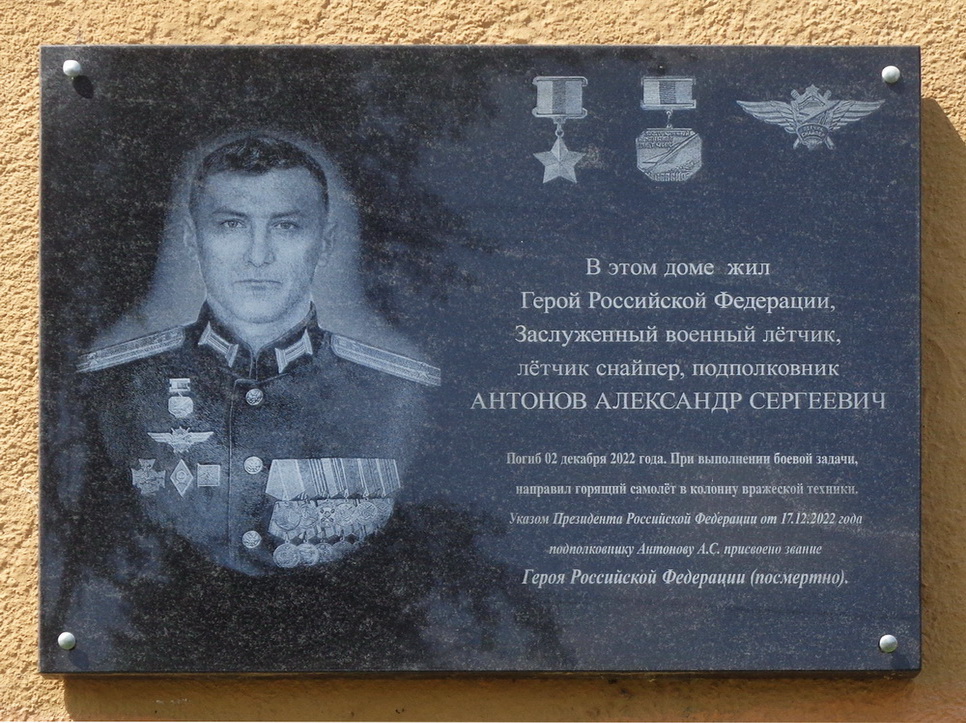 В этом доме жил
Герой Российской Федерации,
Заслуженный военный лётчик,
лётчик снайпер, подполковник
АНТОНОВ АЛЕКСАНДР СЕРГЕЕВИЧ
Погиб 02 декабря 2022 года. При выполнении боевой задачи,
направил горящий самолёт в колонну вражеской техники.
Указом Президента Российской Федерации от 17.12.2022 года
подполковнику Антонову А.С. присвоено звание
Героя Российской Федерации (посмертно).